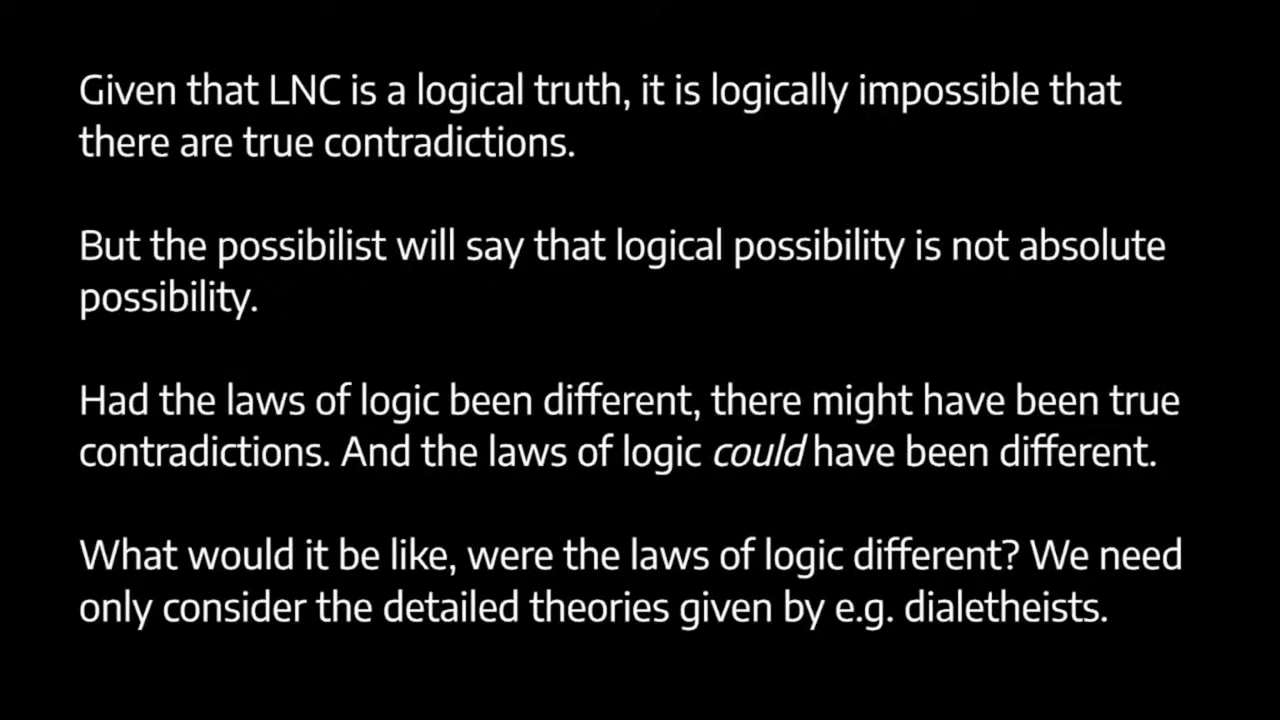 Given that LNC is a logical truth, it is logically impossible that
there are true contradictions.
But the possibilist will say that logical possibility is not absolute
possibility.
Had the laws of logic been different, there might have been true
contradictions. And the laws of logic could have been different.
What would it be like, were the laws of logic different? We need
only consider the detailed theories given by e.g. dialetheists.